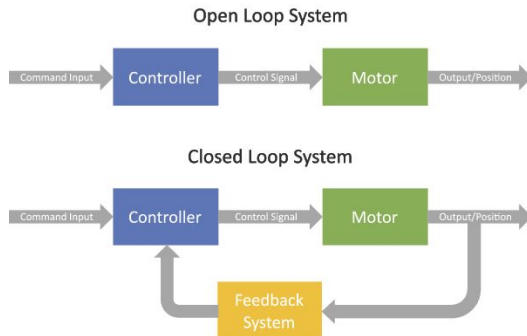 Open Loop System
Command Input
Controller
Control Signal
Motor
Output/Position
Closed Loop System
Command Input
Controller
Control Signal
Motor
Output/Position
Feedback
System